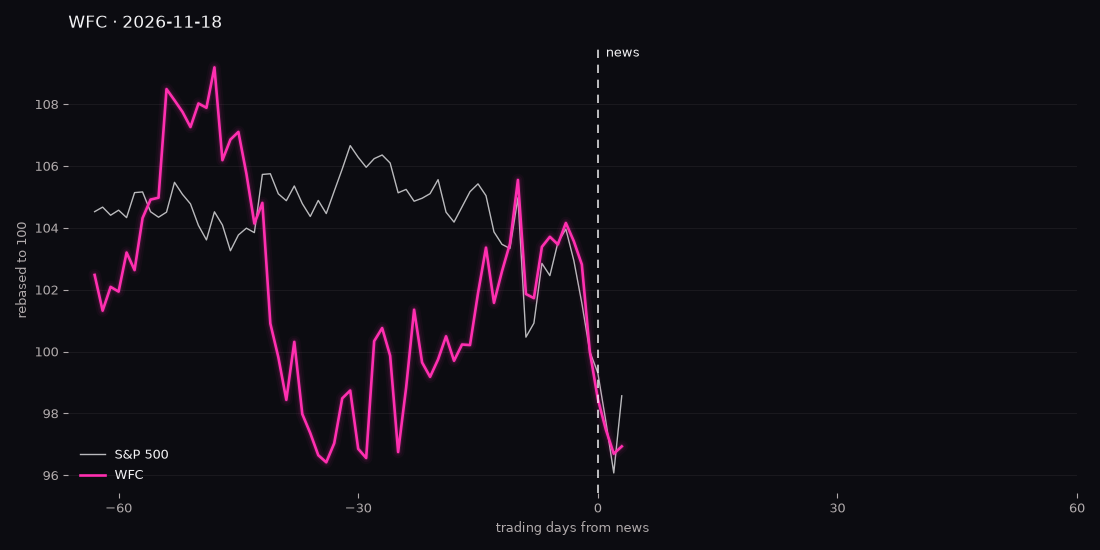 WFC · 2026-11-18
news
108
106
104
102
100
98
96
rebased to 100
S&P 500
WFC
−60
−30
0
30
60
trading days from news